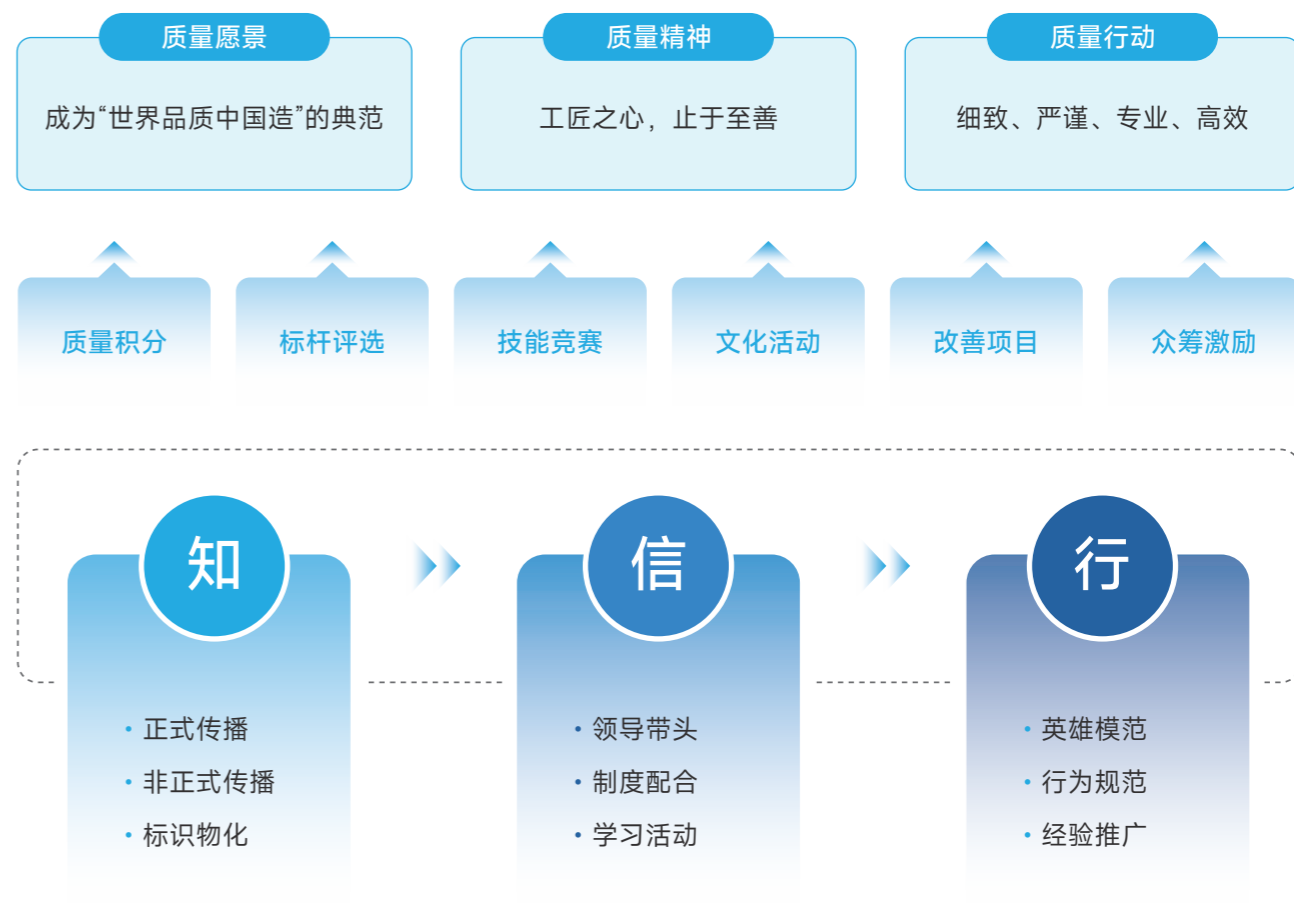 质量愿景
成为“世界品质中国造”的典范
质量精神
工匠之心，止于至善
质量行动
细致、严谨、专业、高效
质量积分
标杆评选
技能竞赛
文化活动
改善项目
众筹激励
知
• 正式传播
• 非正式传播
• 标识物化
信
• 领导带头
• 制度配合
• 学习活动
行
• 英雄模范
• 行为规范
• 经验推广